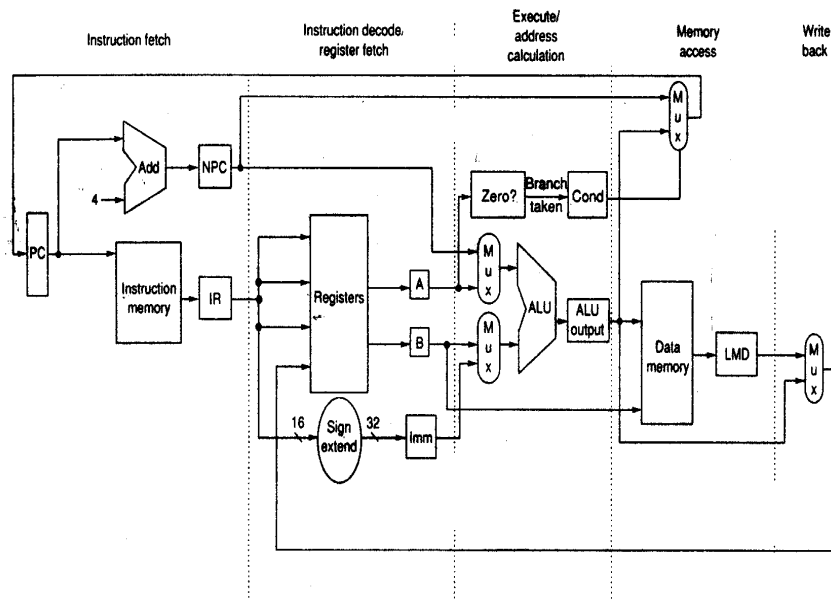 Instruction fetch
Instruction decode/
register fetch
Execute/
address
calculation
Memory
access
Write
back
M
u
x
Add
NPC
4
Zero?
Branch
taken
Cond
PC
Instruction
memory
IR
Registers
A
B
M
u
x
M
u
x
ALU
ALU
output
Data
memory
LMD
M
u
x
16
Sign
extend
32
Imm